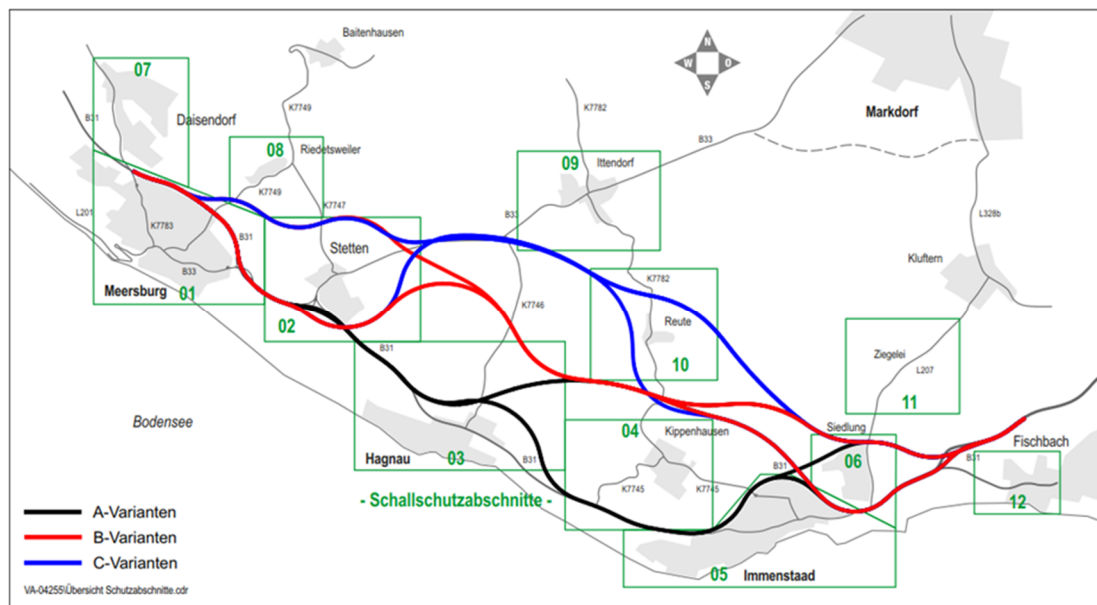 Baitenhausen
N
W O
S
07
B31
Daisendorf
K7749
K7782
B33
Markdorf
08
Riedetsweiler
09
Ittendorf
K7749
K7747
L201
K7783
B31
B33
Stetten
B33
L328b
Kluftern
Meersburg 01
02
K7746
K7782
Reute
10
B31
Ziegelei
L207
11
Bodensee
04
Kippenhausen
Siedlung
06
Hagnau
03
B31
B31
B31
Fischbach
12
K7745
K7745
- Schallschutzabschnitte -
05
Immenstaad
A-Varianten
B-Varianten
C-Varianten
VA-04255\Übersicht Schutzabschnitte.cdr